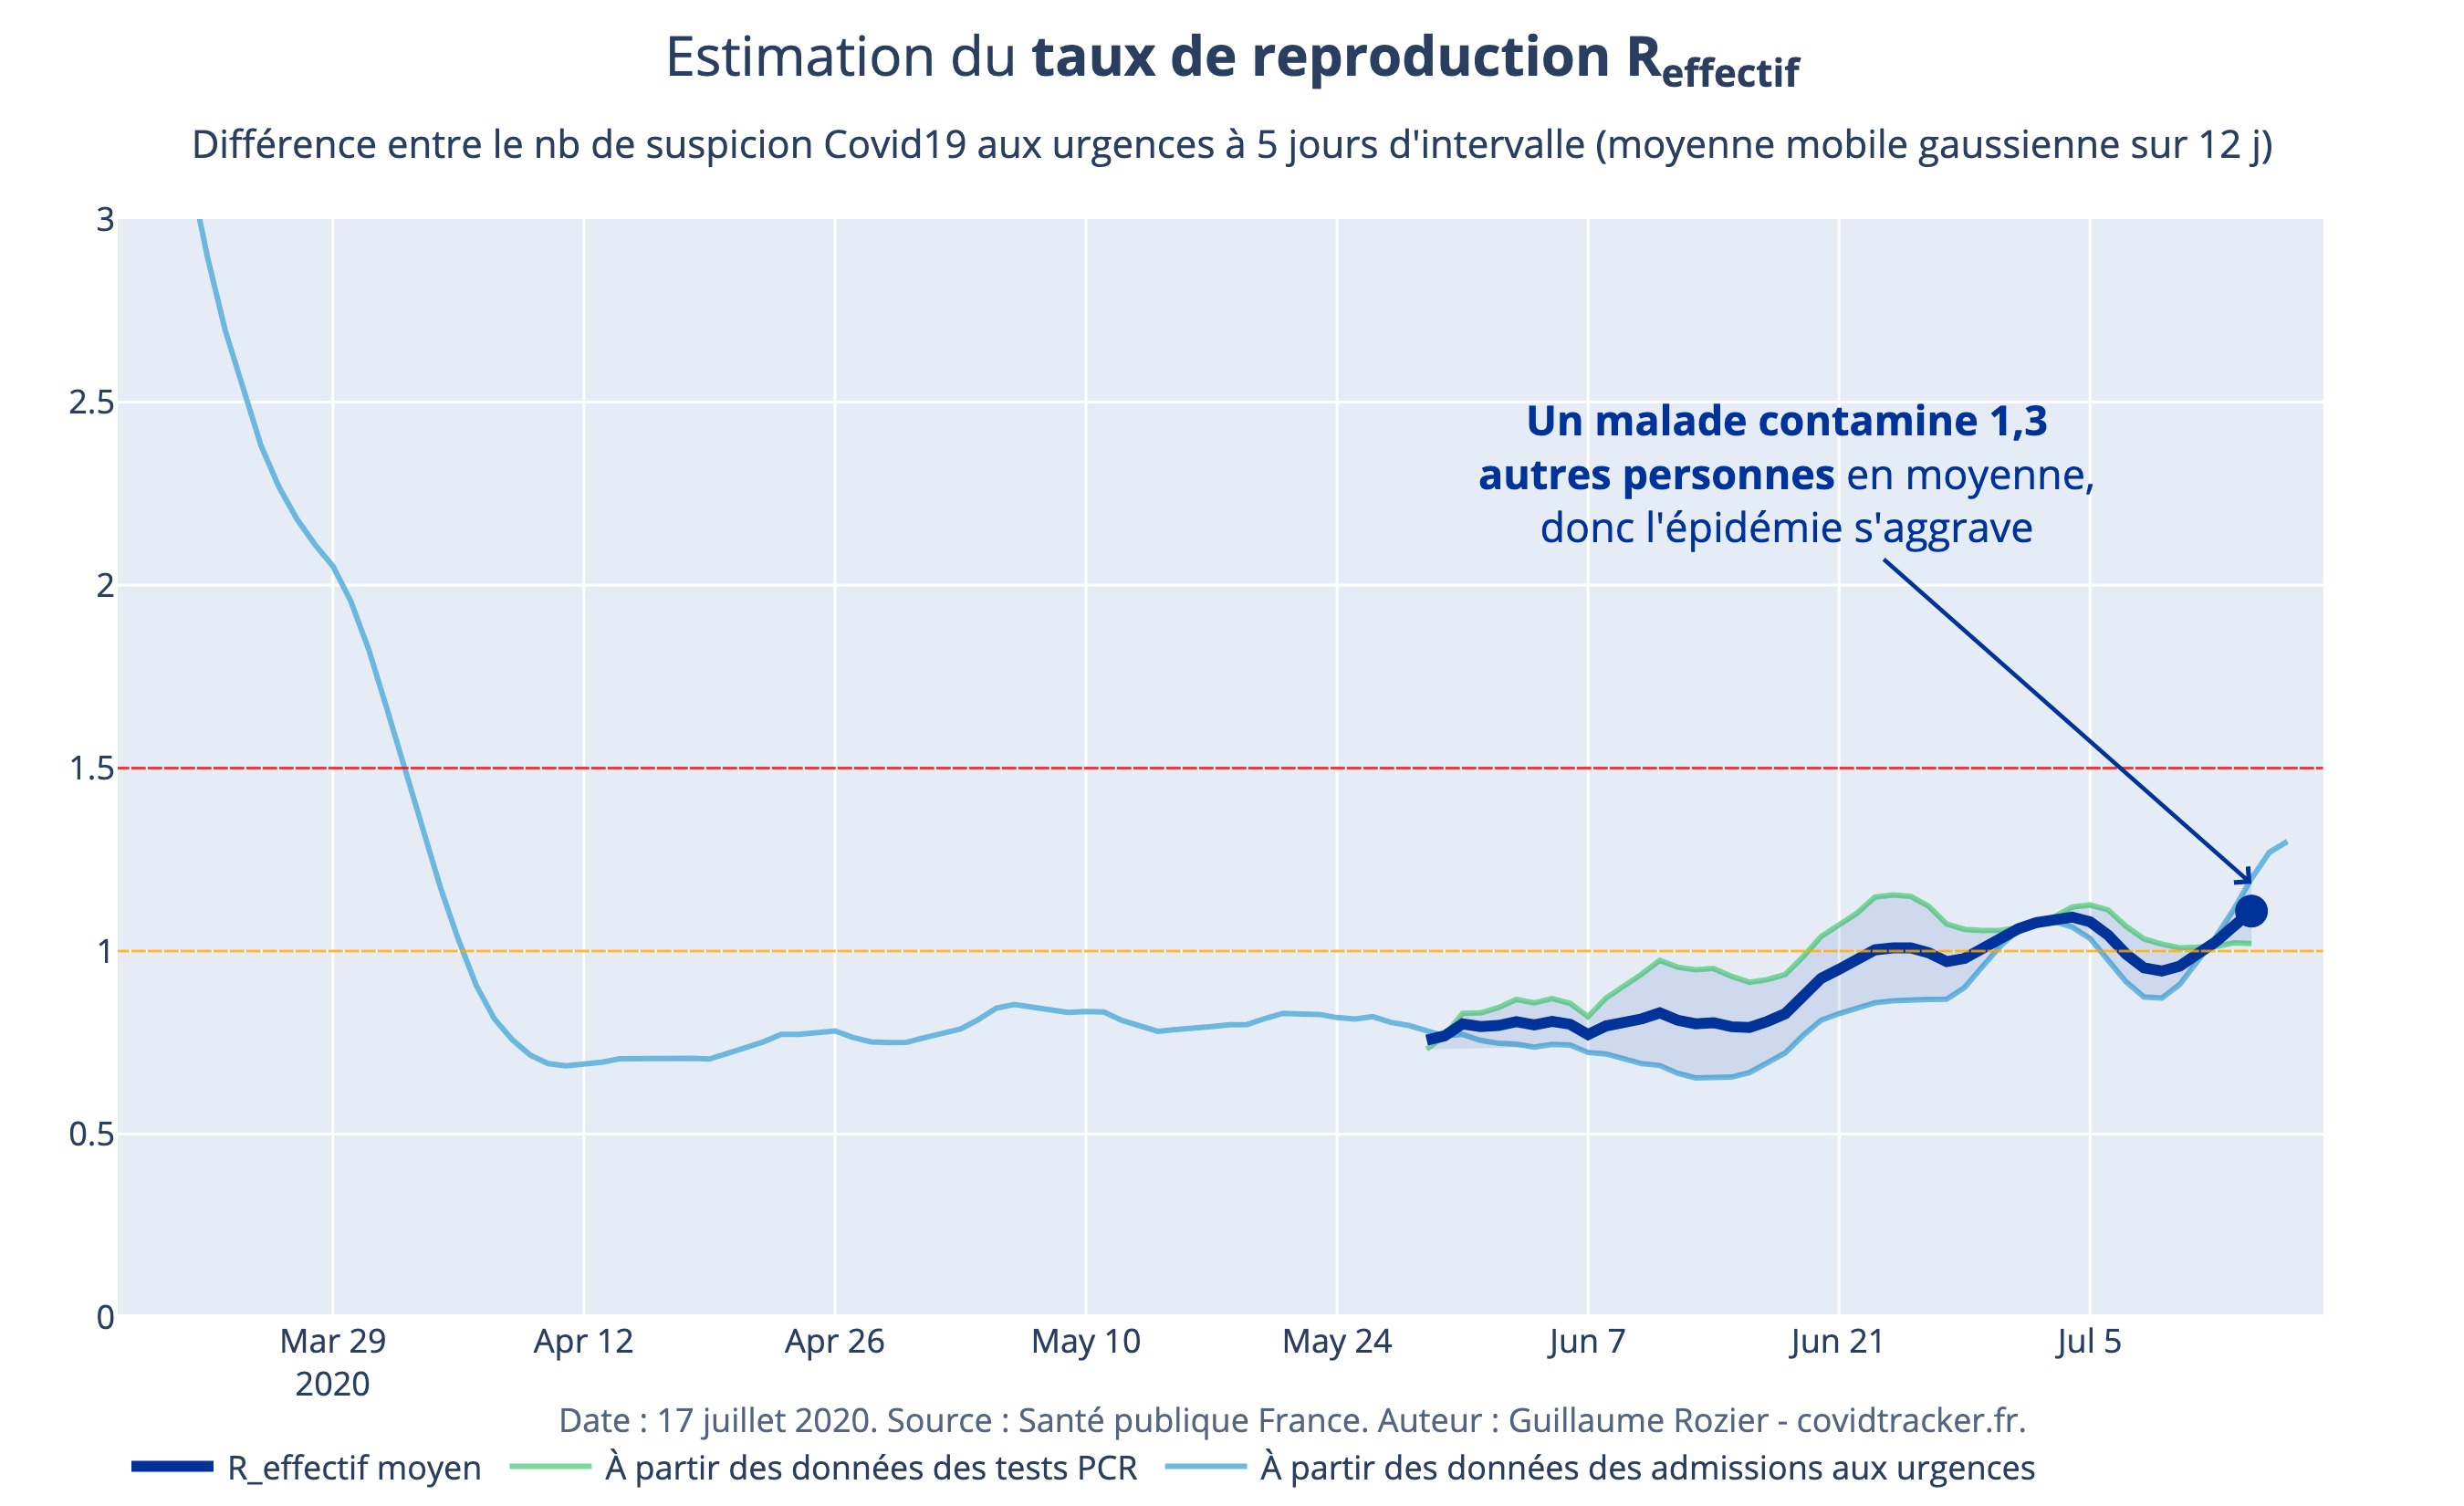 Estimation du taux de reproduction Reffectif
Différence entre le nb de suspicion Covid19 aux urgences à 5 jours d'intervalle (moyenne mobile gaussienne sur 12 j)
3
2.5
2
1.5
1
0.5
0
Un malade contamine 1,3
autres personnes en moyenne,
donc l'épidémie s'aggrave
Mar 29 Apr 12 Apr 26 May 10 May 24 Jun 7 Jun 21 Jul 5
2020
Date : 17 juillet 2020. Source : Santé publique France. Auteur : Guillaume Rozier - covidtracker.fr.
R_effectif moyen À partir des données des tests PCR À partir des données des admissions aux urgences